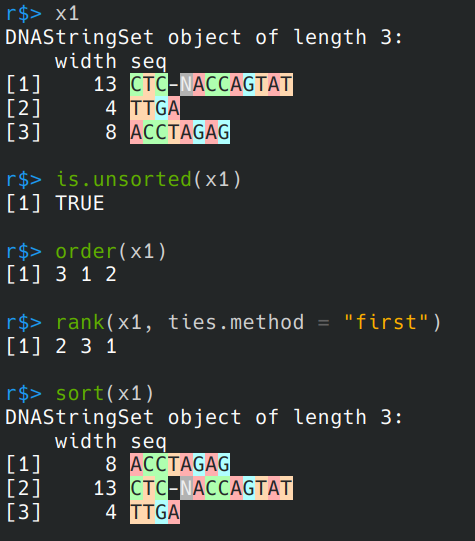 r$> x1
DNAStringSet object of length 3:
    width seq
[1]    13 CTC-NACCAGTAT
[2]     4 TTGA
[3]     8 ACCTAGAG
r$> is.unsorted(x1)
[1] TRUE
r$> order(x1)
[1] 3 1 2
r$> rank(x1, ties.method = "first")
[1] 2 3 1
r$> sort(x1)
DNAStringSet object of length 3:
    width seq
[1]     8 ACCTAGAG
[2]    13 CTC-NACCAGTAT
[3]     4 TTGA